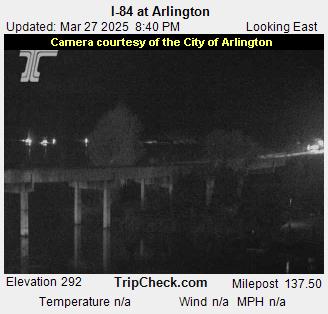 I-84 at Arlington
Updated: Mar 27 2025 8:40 PM Looking East
Camera courtesy of the City of Arlington
Elevation 292 TripCheck.com Milepost 137.50
Temperature n/a Wind n/a MPH n/a